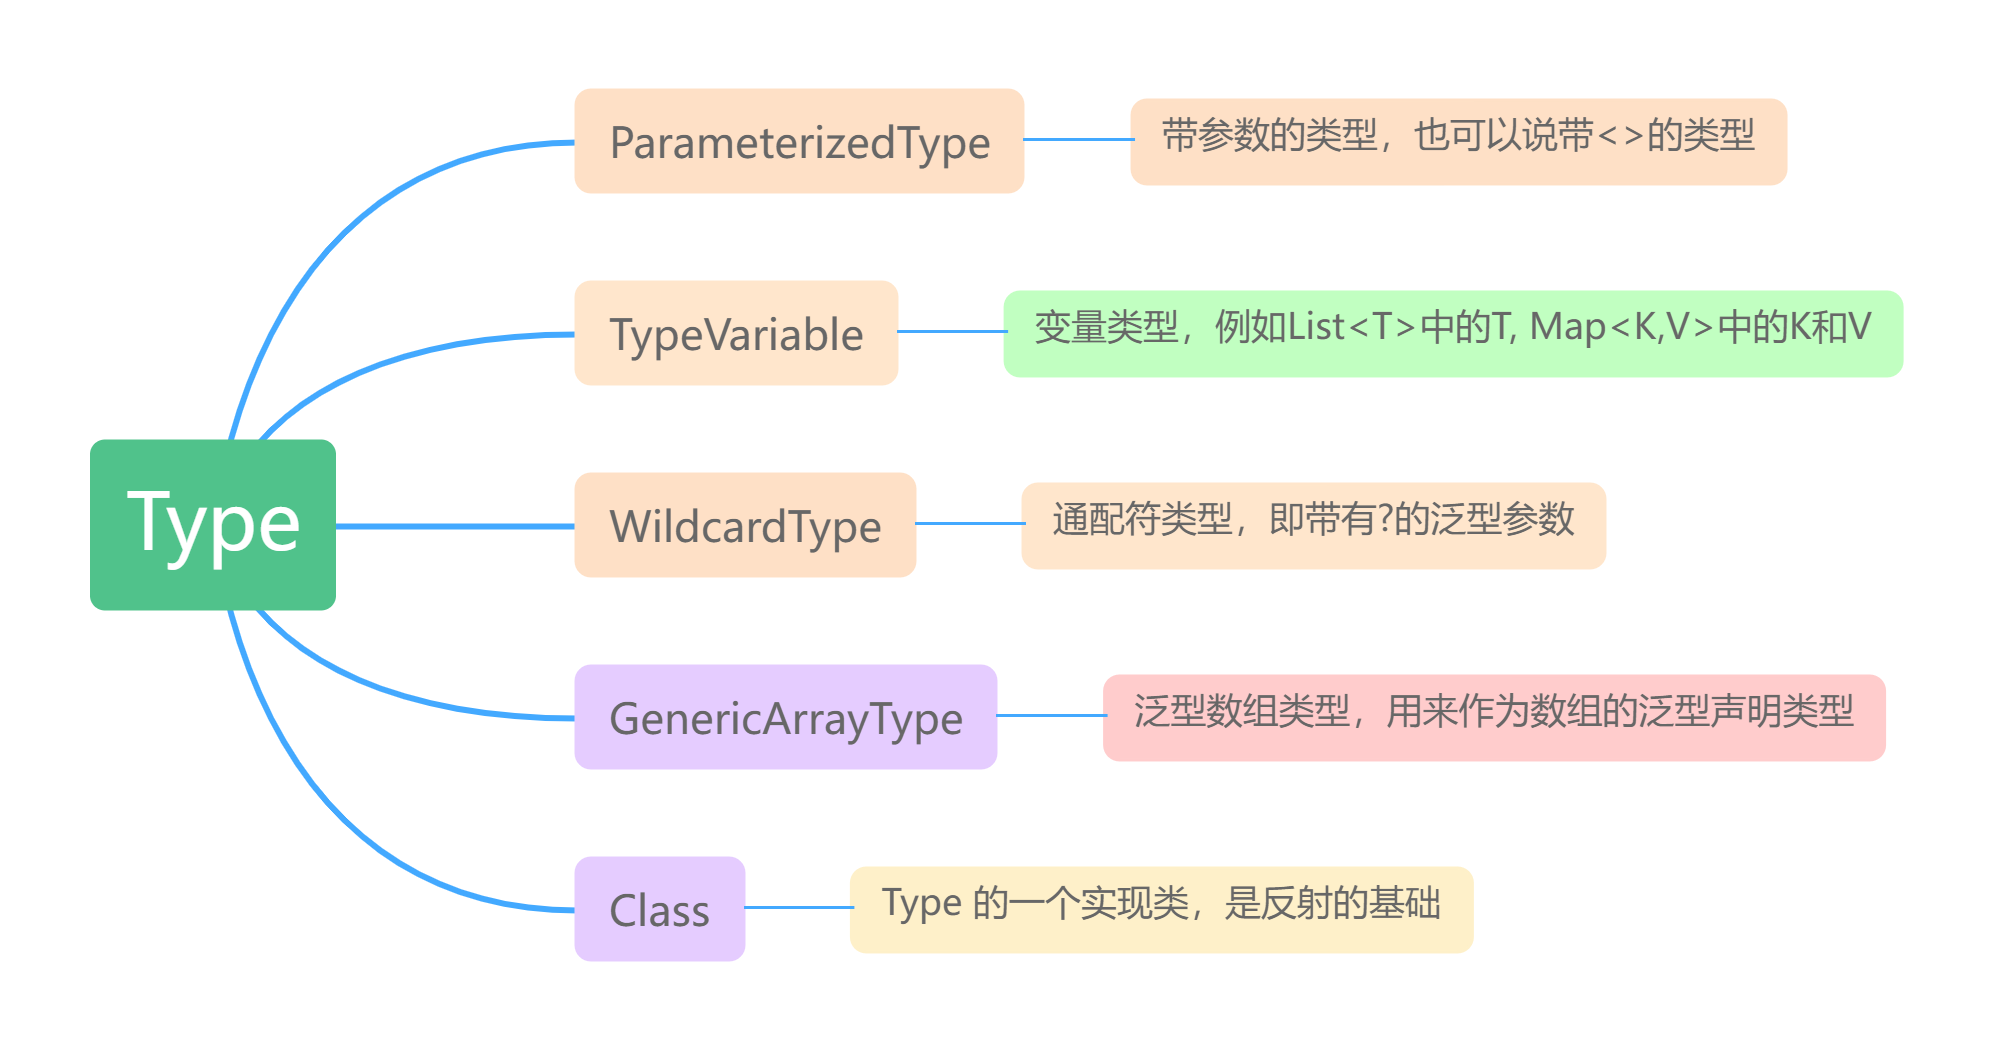 ParameterizedType
带参数的类型，也可以说带<>的类型
TypeVariable
变量类型，例如List<T>中的T, Map<K,V>中的K和V
Type
WildcardType
通配符类型，即带有?的泛型参数
GenericArrayType
泛型数组类型，用来作为数组的泛型声明类型
Class
Type 的一个实现类，是反射的基础